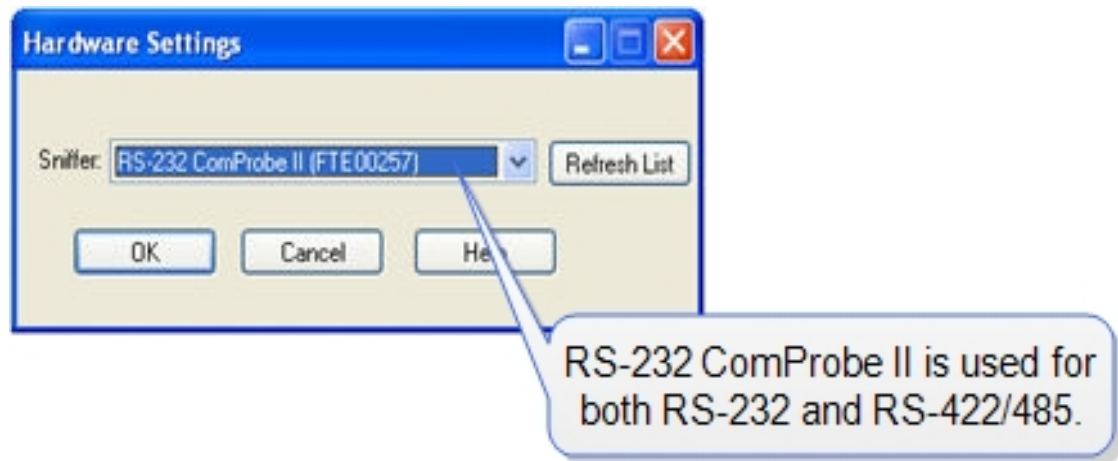 Hardware Settings
Sniffer: RS-232 ComProbe II (FTE00257) Refresh List
OK Cancel Help
RS-232 ComProbe II is used for
both RS-232 and RS-422/485.